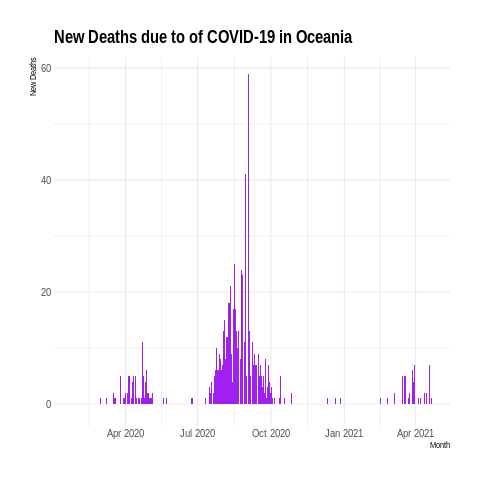 New Deaths due to of COVID-19 in Oceania
New Deaths
60
40
20
0
Apr 2020 Jul 2020 Oct 2020 Jan 2021 Apr 2021
Month